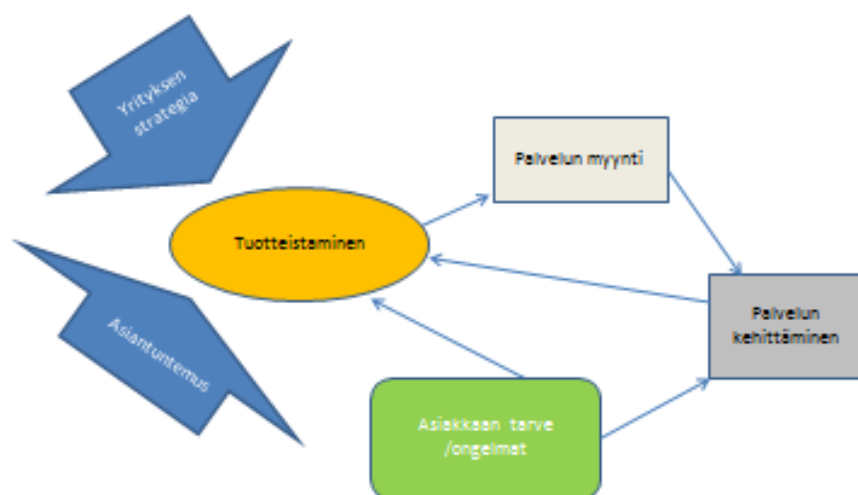 Yrityksen
strategia
Palvelun myynti
Tuotteistaminen
Asiantuntemus
Palvelun
kehittäminen
Asiakkaan tarve
/ongelmat